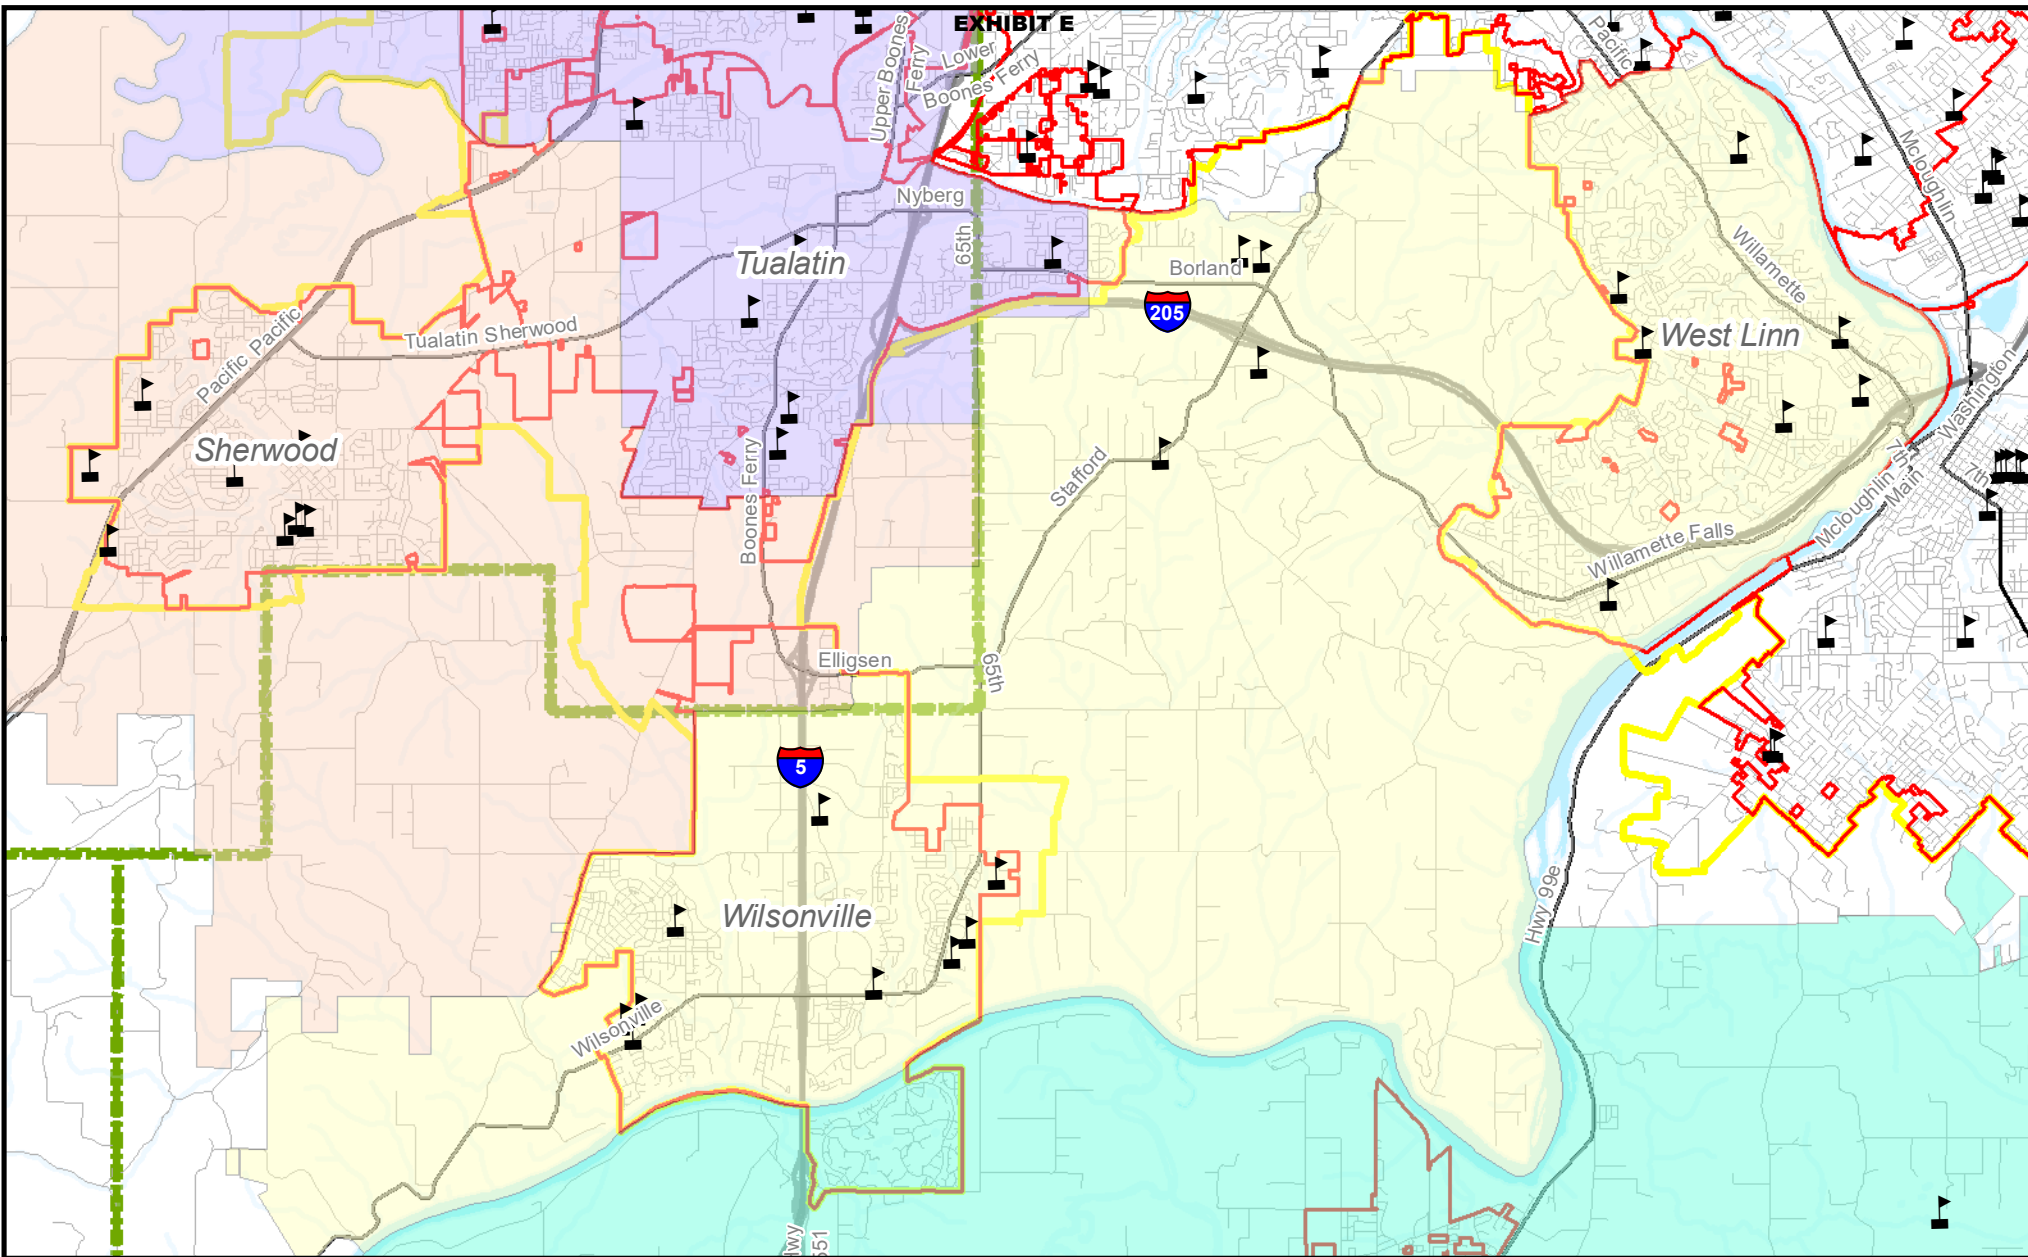 EXHIBIT E
Pacific
Upper Boones
Ferry
Lower
Boones Ferry
Mcloughlin
Nyberg
65th
Tualatin
Borland
Willamette
205
West Linn
Pacific Pacific
Tualatin Sherwood
Washington
Sherwood
Boones Ferry
Stafford
7th
7th
Main
Mcloughlin
Willamette Falls
Elligsen
65th
5
Hwy 99e
Wilsonville
Wilsonville
Hwy
551